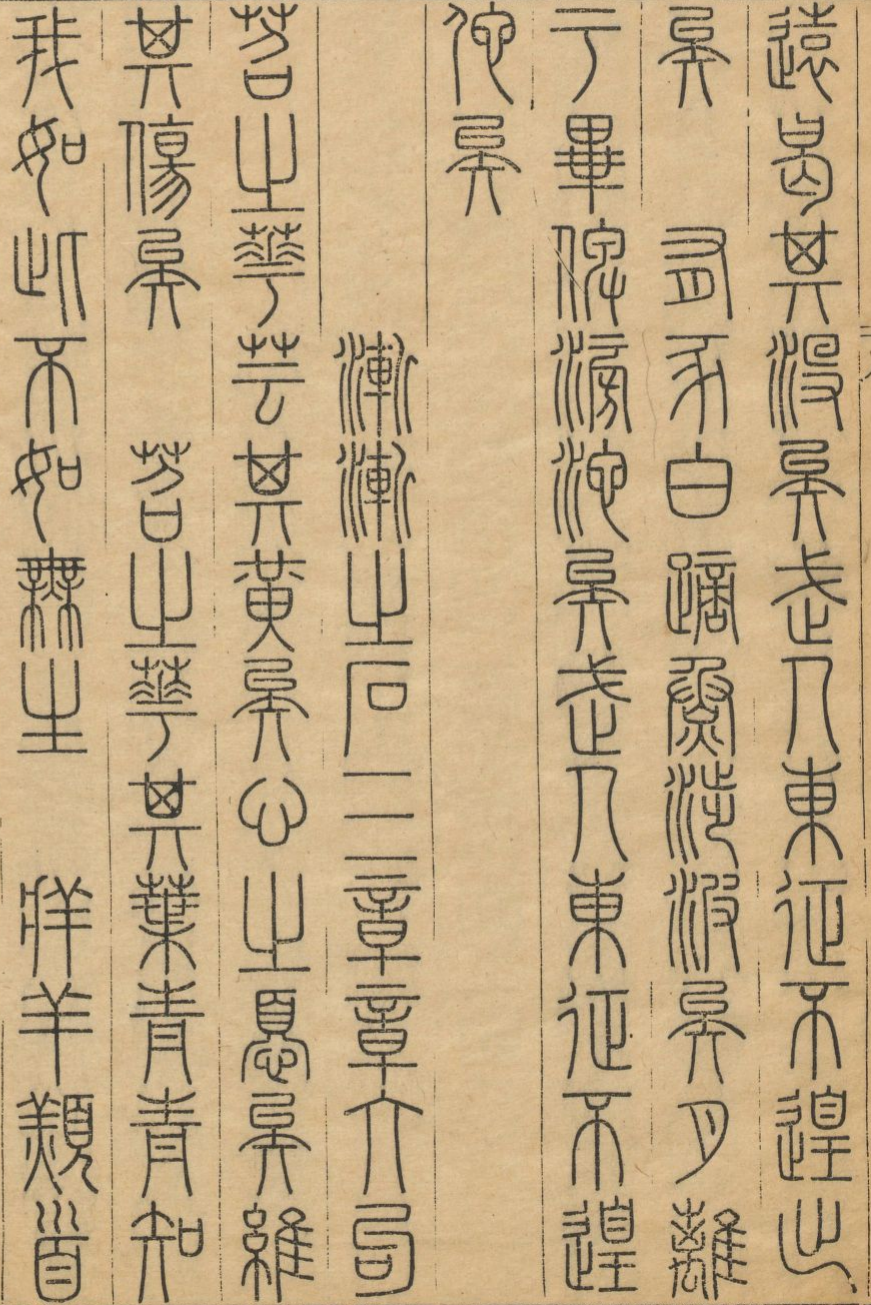 遠曷其沒矣武人東征不遑出
矣　有豕白蹢烝涉波矣月離
于畢俾滂沱矣武人東征不遑
佗矣
漸漸之石三章章六句
苕之華芸其黃矣心之憂矣維
其傷矣　苕之華其葉青青知
我如此不如無生　牂羊首